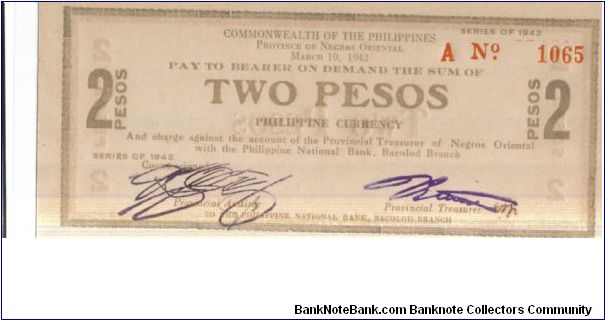 COMMONWEALTH OF THE PHILIPPINES
PROVINCE OF NEGROS ORIENTAL
MARCH 19, 1942
SERIES OF 1942
A Nº 1065
PAY TO BEARER ON DEMAND THE SUM OF
2 PESOS
TWO PESOS
2 PESOS
PHILIPPINE CURRENCY
And charge against the account of the Provincial Treasurer of Negros Oriental
with the Philippine National Bank, Bacolod Branch
SERIES OF 1942
Provincial Auditor
Provincial Treasurer
TO THE PHILIPPINE NATIONAL BANK, BACOLOD BRANCH
BankNoteBank.com Banknote Collectors Community